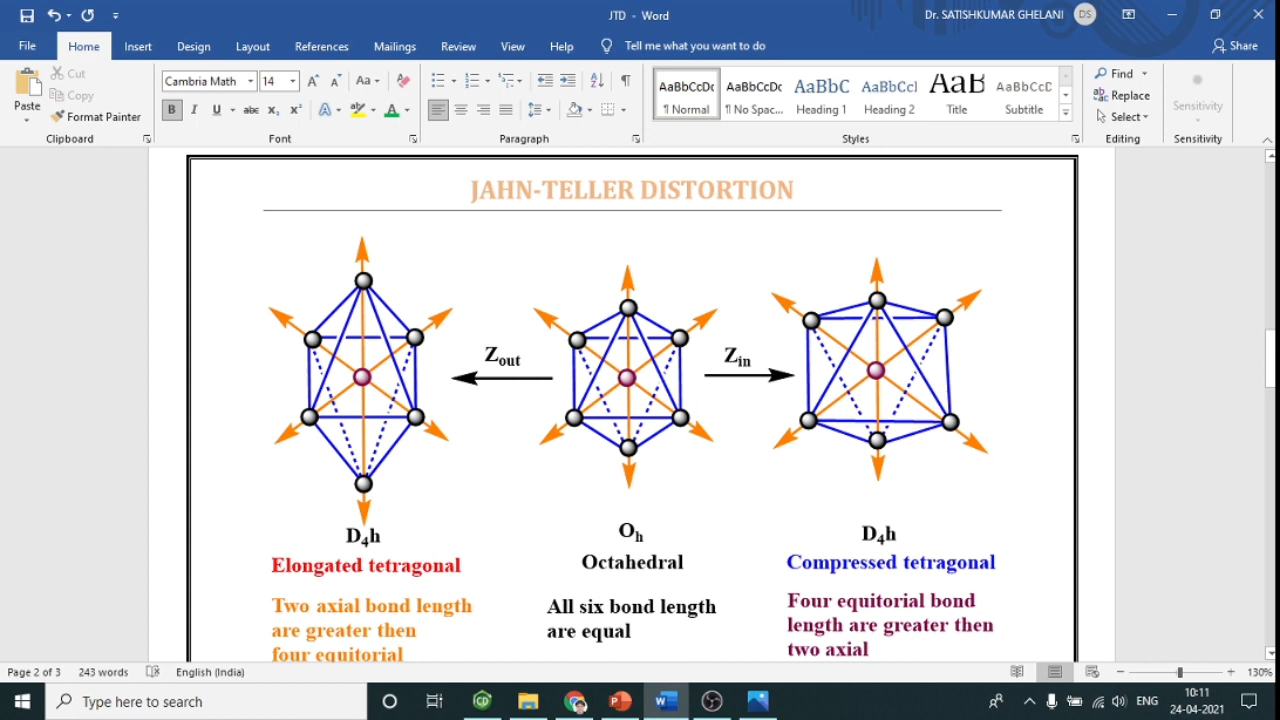 JTD - Word
Dr. SATISHKUMAR GHELANI
DS
File Home Insert Design Layout References Mailings Review View Help Tell me what you want to do
Share
Paste
Cut
Copy
Format Painter
Clipboard
Cambria Math 14
Font
Paragraph
AaBbCcDc AaBbCcDc AaBbC AaBbCcl AaB AaBbCcC
¶ Normal ¶ No Spac... Heading 1 Heading 2 Title Subtitle
Styles
Find
Replace
Select
Editing
Sensitivity
Sensitivity
JAHN-TELLER DISTORTION
Zout
Zin
D4h
Oh
D4h
Elongated tetragonal
Octahedral
Compressed tetragonal
Two axial bond length
are greater then
four equitorial
All six bond length
are equal
Four equitorial bond
length are greater then
two axial
Page 2 of 3 243 words English (India)
130%
Type here to search
ENG
10:11
24-04-2021